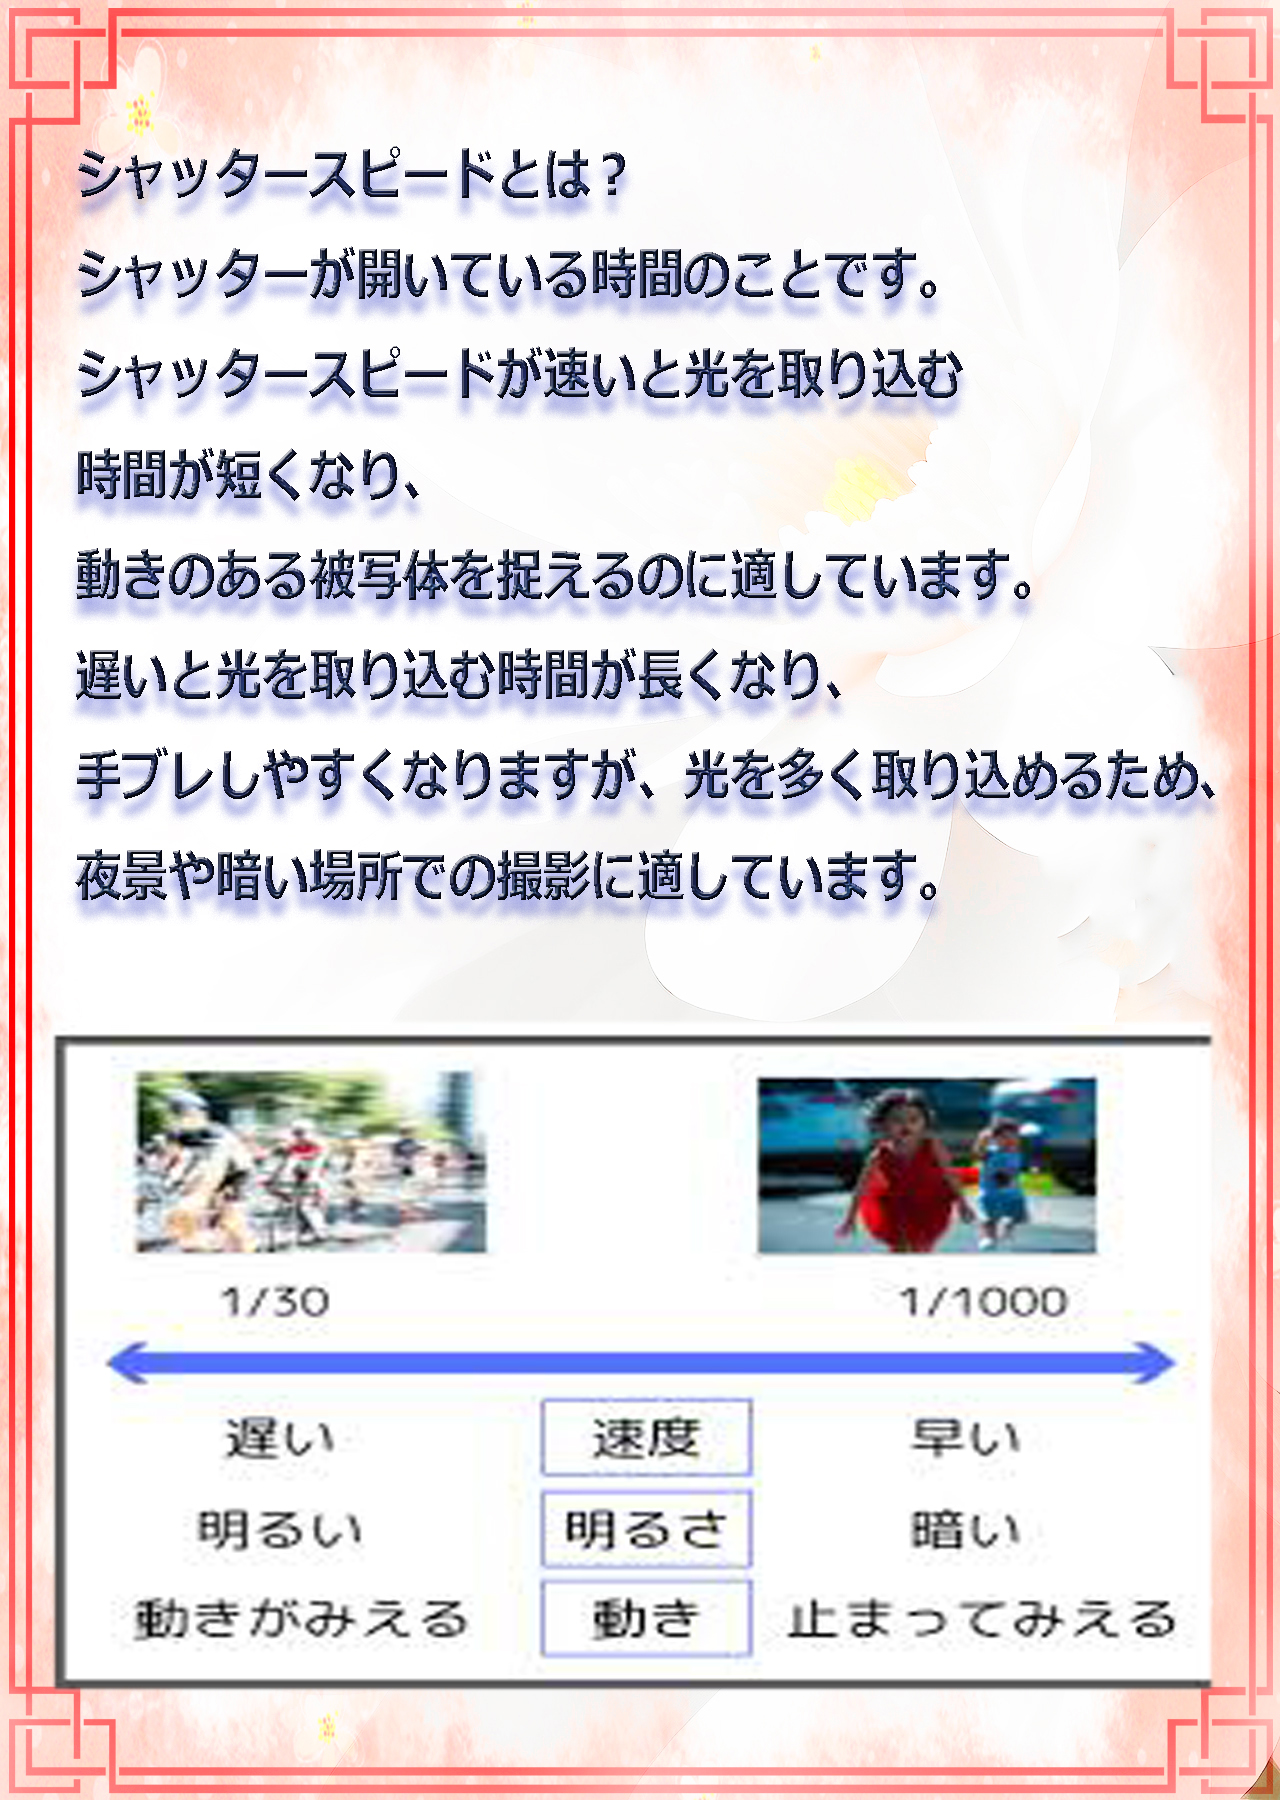 シャッタースピードとは？
シャッターが開いている時間のことです。
シャッタースピードが速いと光を取り込む
時間が短くなり、
動きのある被写体を捉えるのに適しています。
遅いと光を取り込む時間が長くなり、
手ブレしやすくなりますが、光を多く取り込めるため、
夜景や暗い場所での撮影に適しています。
1/30 1/1000
遅い 速度 早い
明るい 明るさ 暗い
動きがみえる 動き 止まってみえる